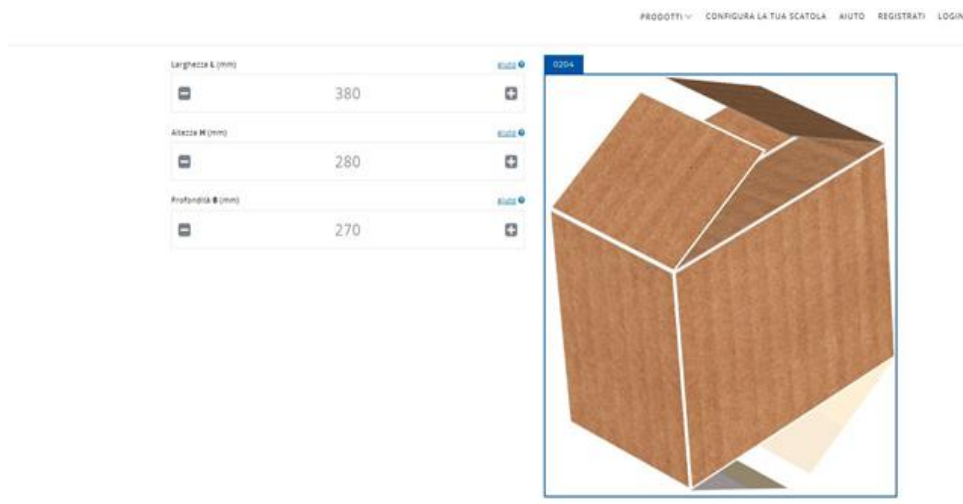 PRODOTTI CONFIGURA LA TUA SCATOLA AIUTO REGISTRATI LOGIN
Larghezza L (mm) aiuto
380
Altezza H (mm) aiuto
280
Profondità B (mm) aiuto
270
0204